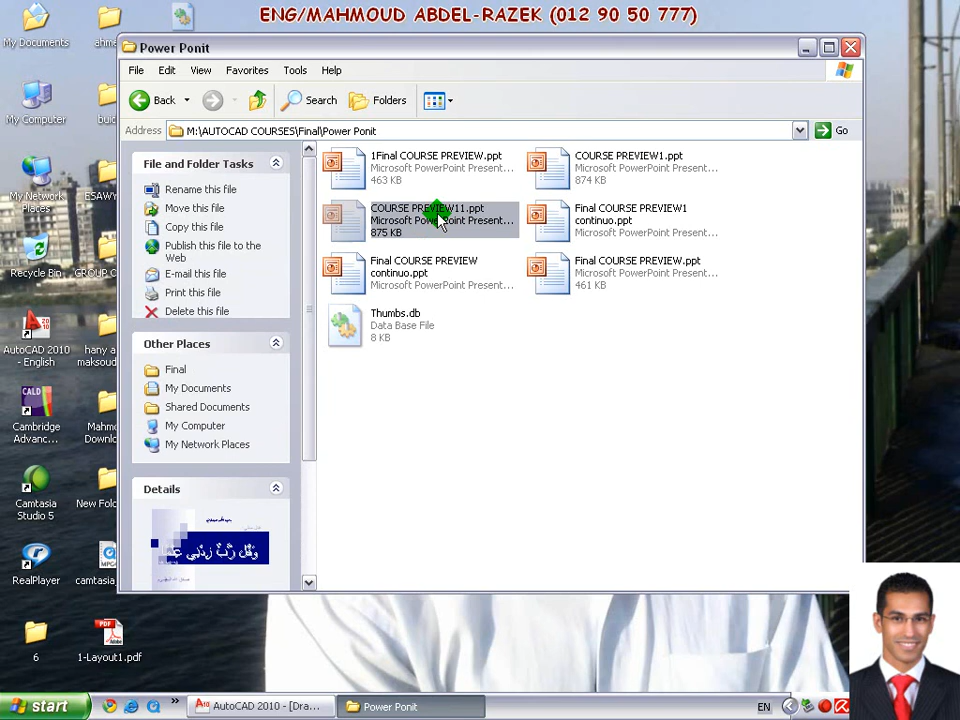 ENG/MAHMOUD ABDEL-RAZEK (012 90 50 777)
My Documents
My Computer
My Network
Places
Recycle Bin
AutoCAD 2010
- English
CALD
Cambridge
Advanc...
Camtasia
Studio 5
RealPlayer
6
New Fold
camtasia_
1-Layout1.pdf
Power Ponit
File Edit View Favorites Tools Help
Back Search Folders
Address M:\AUTOCAD COURSES\Final\Power Ponit Go
File and Folder Tasks
Rename this file
Move this file
Copy this file
Publish this file to the
Web
E-mail this file
Print this file
Delete this file
Other Places
Final
My Documents
Shared Documents
My Computer
My Network Places
Details
1Final COURSE PREVIEW.ppt
Microsoft PowerPoint Present...
463 KB
COURSE PREVIEW1.ppt
Microsoft PowerPoint Present...
874 KB
COURSE PREVIEW11.ppt
Microsoft PowerPoint Present...
875 KB
Final COURSE PREVIEW1
continuo.ppt
Microsoft PowerPoint Present...
Final COURSE PREVIEW
continuo.ppt
Microsoft PowerPoint Present...
Final COURSE PREVIEW.ppt
Microsoft PowerPoint Present...
461 KB
Thumbs.db
Data Base File
8 KB
start
AutoCAD 2010 - [Dra...
Power Ponit
EN